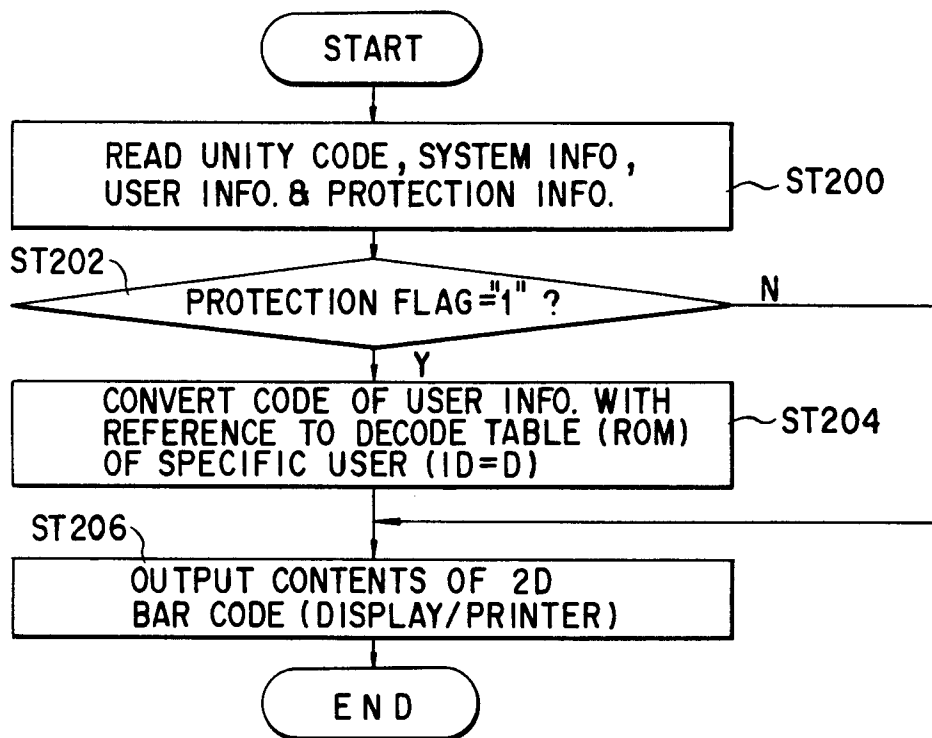 START
READ UNITY CODE, SYSTEM INFO,
USER INFO. & PROTECTION INFO.
ST200
ST202
PROTECTION FLAG="1" ?
N
Y
CONVERT CODE OF USER INFO. WITH
REFERENCE TO DECODE TABLE (ROM)
OF SPECIFIC USER (ID=D)
ST204
ST206
OUTPUT CONTENTS OF 2D
BAR CODE (DISPLAY/PRINTER)
END